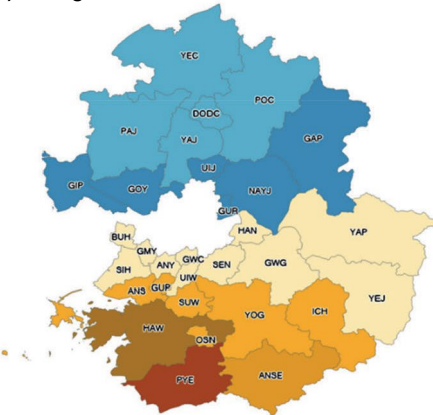 YEC
POC
DODC
PAJ
YAJ
GAP
UIJ
GIP
GOY
NAYJ
GUR
HAN
YAP
BUH
GMY
GWC
ANY
SEN
GWG
SIH
UIW
ANS
GUP
YEJ
SUW
YOG
ICH
HAW
OSN
PYE
ANSE